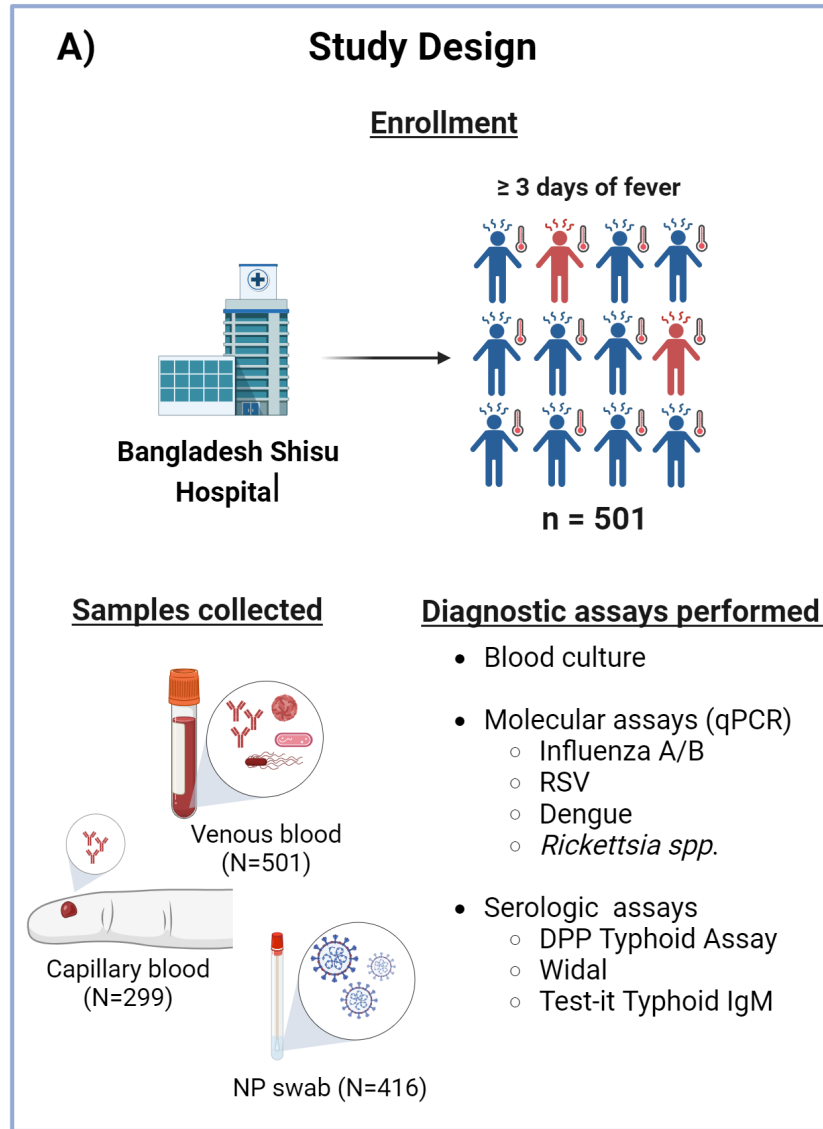 A)
Study Design
Enrollment
≥ 3 days of fever
Bangladesh Shisu
Hospital
n = 501
Samples collected
Venous blood
(N=501)
Capillary blood
(N=299)
NP swab (N=416)
Diagnostic assays performed
• Blood culture
• Molecular assays (qPCR)
○ Influenza A/B
○ RSV
○ Dengue
○ Rickettsia spp.
• Serologic assays
○ DPP Typhoid Assay
○ Widal
○ Test-it Typhoid IgM